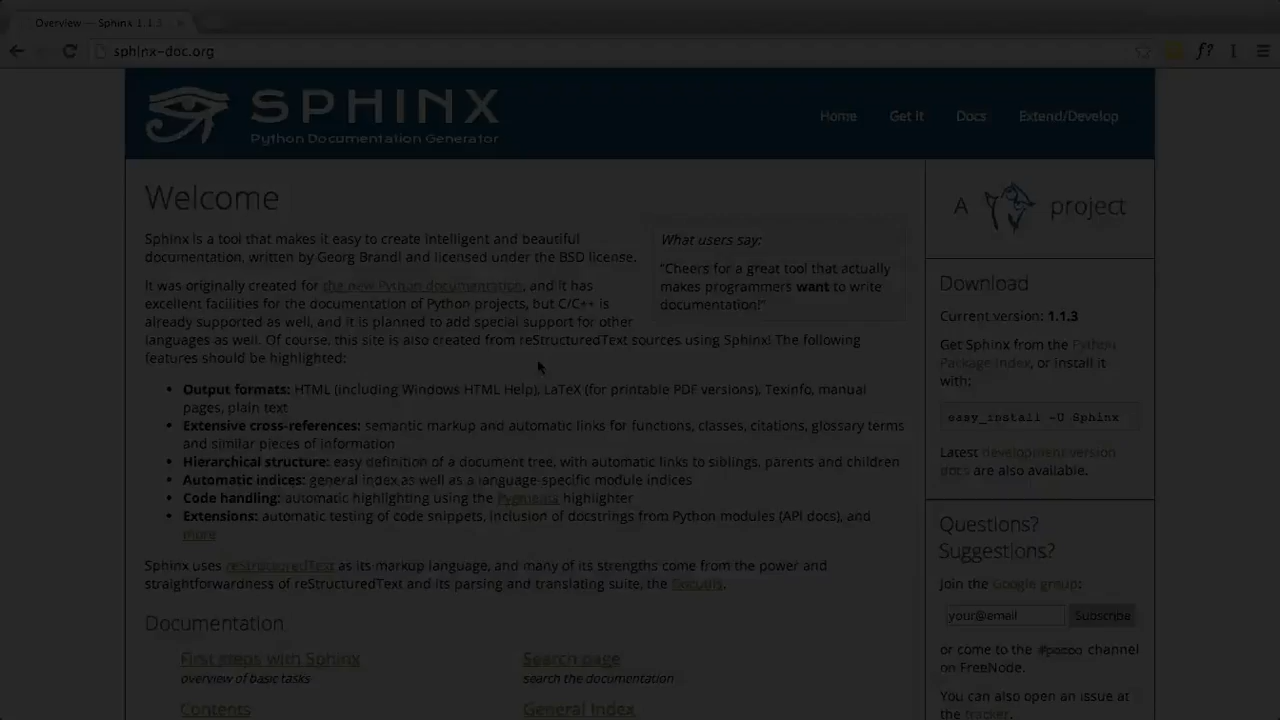 Overview — Sphinx 1.1.3
sphinx-doc.org
SPHINX
Python Documentation Generator
Home Get it Docs Extend/Develop
Welcome
Sphinx is a tool that makes it easy to create intelligent and beautiful
documentation, written by Georg Brandl and licensed under the BSD license.
It was originally created for the new Python documentation, and it has
excellent facilities for the documentation of Python projects, but C/C++ is
already supported as well, and it is planned to add special support for other
languages as well. Of course, this site is also created from reStructuredText sources using Sphinx! The following
features should be highlighted:
What users say:
"Cheers for a great tool that actually
makes programmers want to write
documentation!"
• Output formats: HTML (including Windows HTML Help), LaTeX (for printable PDF versions), Texinfo, manual
pages, plain text
• Extensive cross-references: semantic markup and automatic links for functions, classes, citations, glossary terms
and similar pieces of information
• Hierarchical structure: easy definition of a document tree, with automatic links to siblings, parents and children
• Automatic indices: general index as well as a language-specific module indices
• Code handling: automatic highlighting using the Pygments highlighter
• Extensions: automatic testing of code snippets, inclusion of docstrings from Python modules (API docs), and
more
Sphinx uses reStructuredText as its markup language, and many of its strengths come from the power and
straightforwardness of reStructuredText and its parsing and translating suite, the Docutils.
Documentation
First steps with Sphinx
overview of basic tasks
Search page
search the documentation
Contents
General Index
A project
Download
Current version: 1.1.3
Get Sphinx from the Python
Package Index, or install it
with:
easy_install -U Sphinx
Latest development version
docs are also available.
Questions?
Suggestions?
Join the Google group:
your@email Subscribe
or come to the #pocoo channel
on FreeNode.
You can also open an issue at
the tracker.